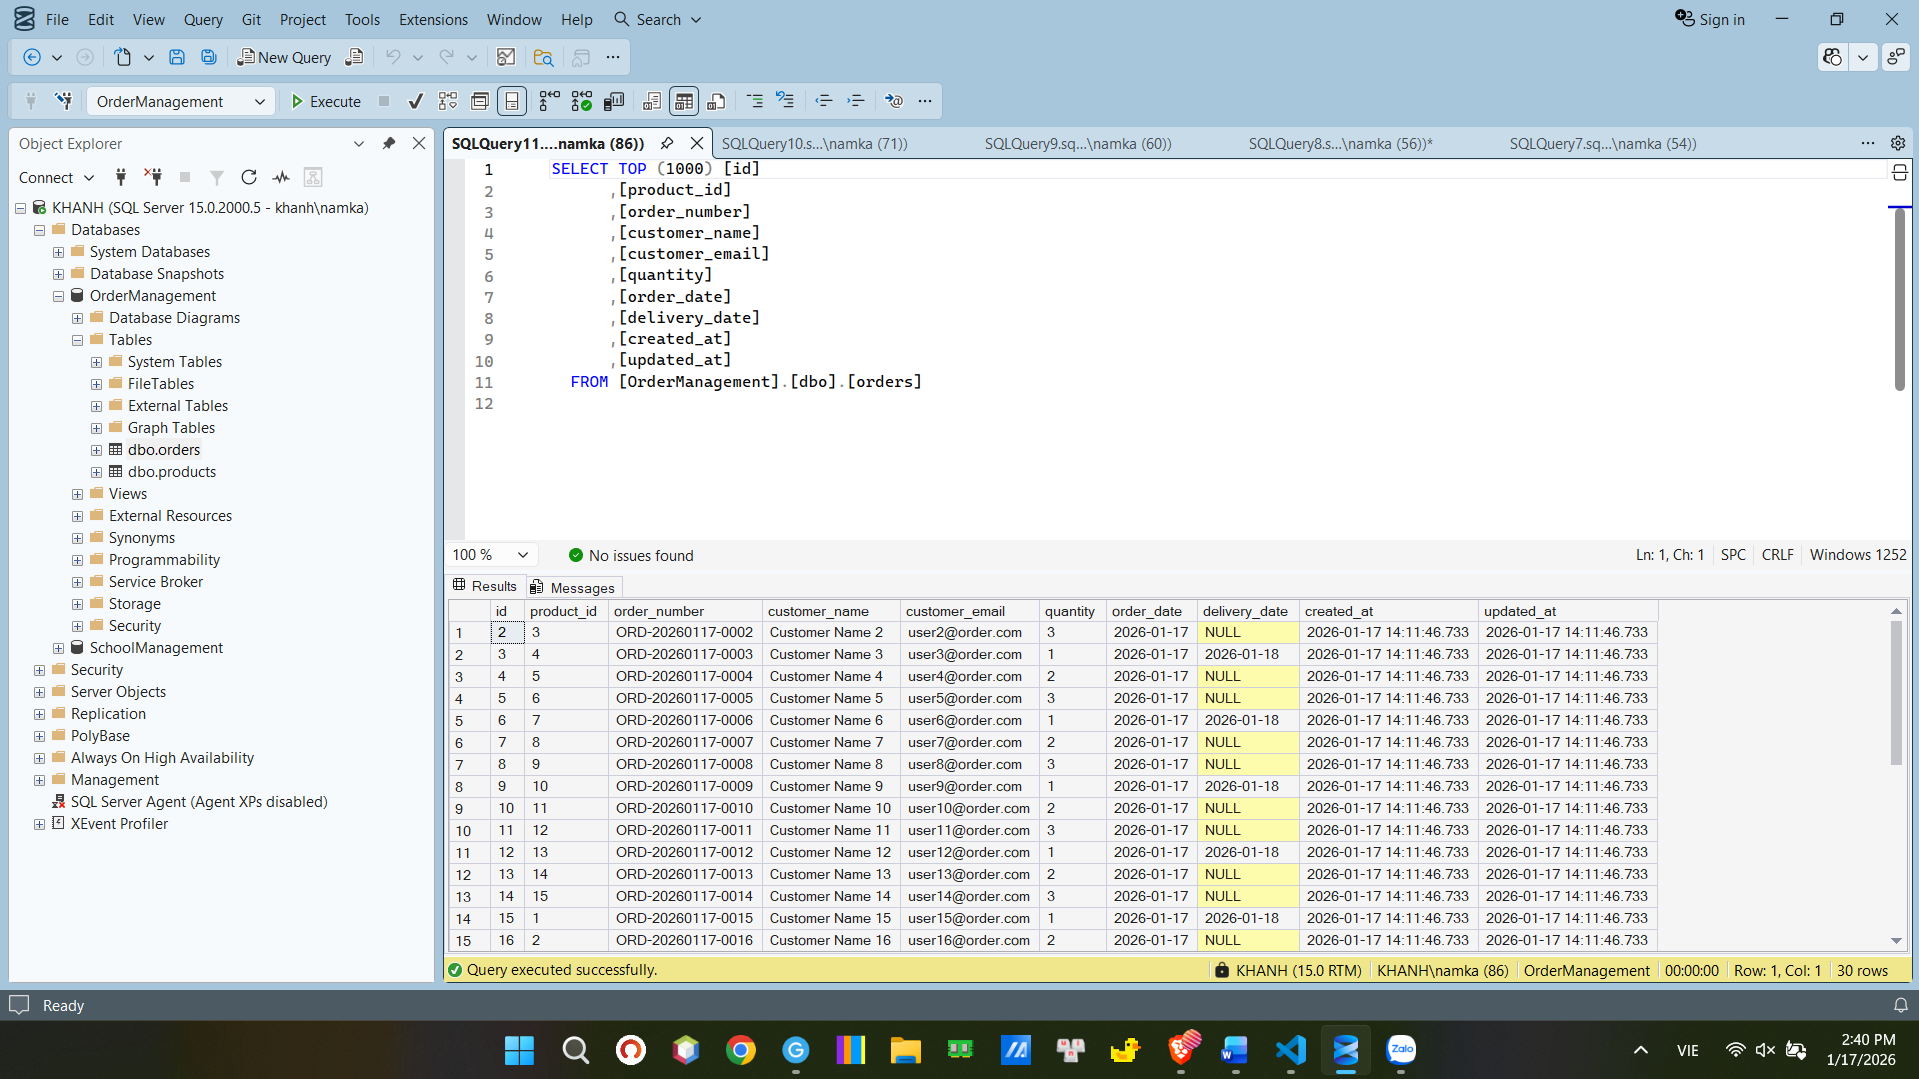 File Edit View Query Git Project Tools Extensions Window Help Search Sign in
New Query
OrderManagement Execute
Object Explorer
Connect
KHANH (SQL Server 15.0.2000.5 - khanh\namka)
Databases
System Databases
Database Snapshots
OrderManagement
Database Diagrams
Tables
System Tables
FileTables
External Tables
Graph Tables
dbo.orders
dbo.products
Views
External Resources
Synonyms
Programmability
Service Broker
Storage
Security
SchoolManagement
Security
Server Objects
Replication
PolyBase
Always On High Availability
Management
SQL Server Agent (Agent XPs disabled)
XEvent Profiler
SQLQuery11....namka (86)) SQLQuery10.s...\namka (71)) SQLQuery9.sq...\namka (60)) SQLQuery8.s...\namka (56))* SQLQuery7.sq...\namka (54))
1 SELECT TOP (1000) [id]
2 ,[product_id]
3 ,[order_number]
4 ,[customer_name]
5 ,[customer_email]
6 ,[quantity]
7 ,[order_date]
8 ,[delivery_date]
9 ,[created_at]
10 ,[updated_at]
11 FROM [OrderManagement].[dbo].[orders]
12
100 % No issues found Ln: 1, Ch: 1 SPC CRLF Windows 1252
Results Messages
id product_id order_number customer_name customer_email quantity order_date delivery_date created_at updated_at
1 2 3 ORD-20260117-0002 Customer Name 2 user2@order.com 3 2026-01-17 NULL 2026-01-17 14:11:46.733 2026-01-17 14:11:46.733
2 3 4 ORD-20260117-0003 Customer Name 3 user3@order.com 1 2026-01-17 2026-01-18 2026-01-17 14:11:46.733 2026-01-17 14:11:46.733
3 4 5 ORD-20260117-0004 Customer Name 4 user4@order.com 2 2026-01-17 NULL 2026-01-17 14:11:46.733 2026-01-17 14:11:46.733
4 5 6 ORD-20260117-0005 Customer Name 5 user5@order.com 3 2026-01-17 NULL 2026-01-17 14:11:46.733 2026-01-17 14:11:46.733
5 6 7 ORD-20260117-0006 Customer Name 6 user6@order.com 1 2026-01-17 2026-01-18 2026-01-17 14:11:46.733 2026-01-17 14:11:46.733
6 7 8 ORD-20260117-0007 Customer Name 7 user7@order.com 2 2026-01-17 NULL 2026-01-17 14:11:46.733 2026-01-17 14:11:46.733
7 8 9 ORD-20260117-0008 Customer Name 8 user8@order.com 3 2026-01-17 NULL 2026-01-17 14:11:46.733 2026-01-17 14:11:46.733
8 9 10 ORD-20260117-0009 Customer Name 9 user9@order.com 1 2026-01-17 2026-01-18 2026-01-17 14:11:46.733 2026-01-17 14:11:46.733
9 10 11 ORD-20260117-0010 Customer Name 10 user10@order.com 2 2026-01-17 NULL 2026-01-17 14:11:46.733 2026-01-17 14:11:46.733
10 11 12 ORD-20260117-0011 Customer Name 11 user11@order.com 3 2026-01-17 NULL 2026-01-17 14:11:46.733 2026-01-17 14:11:46.733
11 12 13 ORD-20260117-0012 Customer Name 12 user12@order.com 1 2026-01-17 2026-01-18 2026-01-17 14:11:46.733 2026-01-17 14:11:46.733
12 13 14 ORD-20260117-0013 Customer Name 13 user13@order.com 2 2026-01-17 NULL 2026-01-17 14:11:46.733 2026-01-17 14:11:46.733
13 14 15 ORD-20260117-0014 Customer Name 14 user14@order.com 3 2026-01-17 NULL 2026-01-17 14:11:46.733 2026-01-17 14:11:46.733
14 15 1 ORD-20260117-0015 Customer Name 15 user15@order.com 1 2026-01-17 2026-01-18 2026-01-17 14:11:46.733 2026-01-17 14:11:46.733
15 16 2 ORD-20260117-0016 Customer Name 16 user16@order.com 2 2026-01-17 NULL 2026-01-17 14:11:46.733 2026-01-17 14:11:46.733
Query executed successfully. KHANH (15.0 RTM) KHANH\namka (86) OrderManagement 00:00:00 Row: 1, Col: 1 30 rows
Ready
Zalo VIE 2:40 PM
1/17/2026